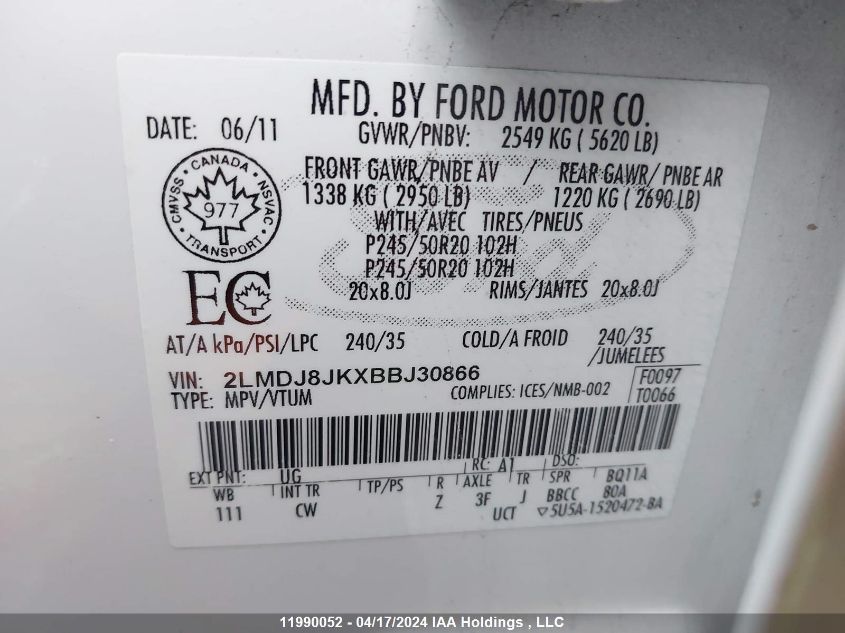 MFD. BY FORD MOTOR CO.
DATE: 06/11
GVWR/PNBV: 2549 KG ( 5620 LB)
CMVSS · CANADA · NSVAC
977
TRANSPORT
FRONT GAWR/PNBE AV / REAR GAWR/ PNBE AR
1338 KG ( 2950 LB) 1220 KG ( 2690 LB)
WITH/AVEC TIRES/PNEUS
P245/50R20 102H
P245/50R20 102H
20x8.0J RIMS/JANTES 20x8.0J
EC
AT/A kPa/PSI/LPC 240/35 COLD/A FROID 240/35
/JUMELEES
VIN: 2LMDJ8JKXBBJ30866
TYPE: MPV/VTUM COMPLIES: ICES/NMB-002
F0097
T0066
EXT PNT: UG RC: A1 DSO:
WB INT TR TP/PS R AXLE TR SPR BQ11A
111 CW Z 3F J BBCC 80A
UCT ▽5U5A-1520472-BA
11990052 - 04/17/2024 IAA Holdings , LLC